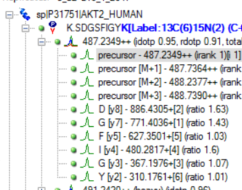 sp|P31751|AKT2_HUMAN
K.SDGSFIGYK[Label:13C(6)15N(2) (C+
487.2349++ (idotp 0.95, rdotp 0.91, total
precursor - 487.2349++ (irank 1)[ 1]
precursor [M+1] - 487.7364++ (irank
precursor [M+2] - 488.2377++ (irank
precursor [M+3] - 488.7390++ (irank
D [y8] - 886.4305+[2] (ratio 1.63)
G [y7] - 771.4036+[1] (ratio 1.43)
F [y5] - 627.3501+[5] (ratio 1.03)
I [y4] - 480.2817+[4] (ratio 1.6)
G [y3] - 367.1976+[3] (ratio 1.07)
Y [y2] - 310.1761+[6] (ratio 1.01)